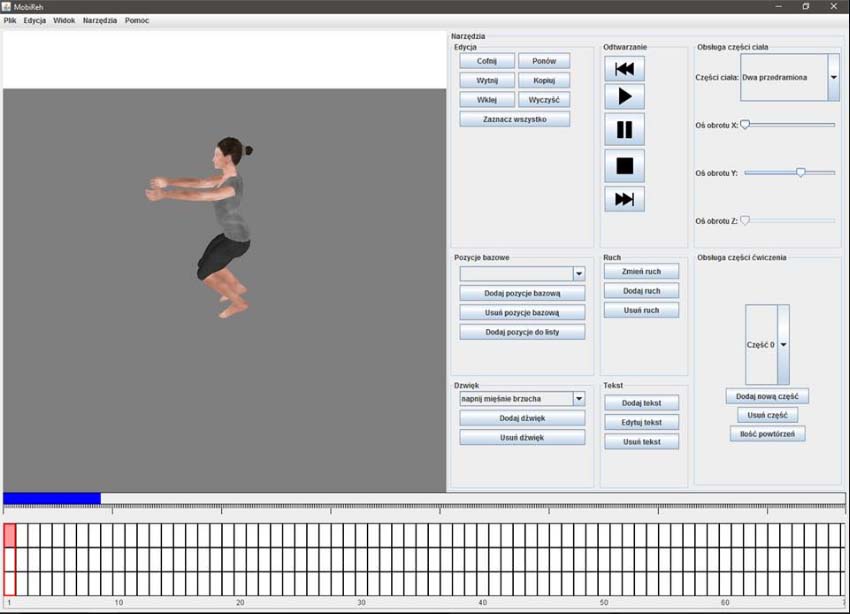 MobiReh
Plik Edycja Widok Narzędzia Pomoc
Narzędzia
Edycja
Cofnij Ponów
Wytnij Kopiuj
Wklej Wyczyść
Zaznacz wszystko
Odtwarzanie
Obsługa części ciała
Części ciała: Dwa przedramiona
Oś obrotu X:
Oś obrotu Y:
Oś obrotu Z:
Pozycje bazowe
Dodaj pozycje bazową
Usuń pozycje bazową
Dodaj pozycje do listy
Ruch
Zmień ruch
Dodaj ruch
Usuń ruch
Obsługa części ćwiczenia
Część 0
Dodaj nową część
Usuń część
Ilość powtórzeń
Dzwięk
napnij mięśnie brzucha
Dodaj dźwięk
Usuń dźwięk
Tekst
Dodaj tekst
Edytuj tekst
Usuń tekst
1 10 20 30 40 50 60 7